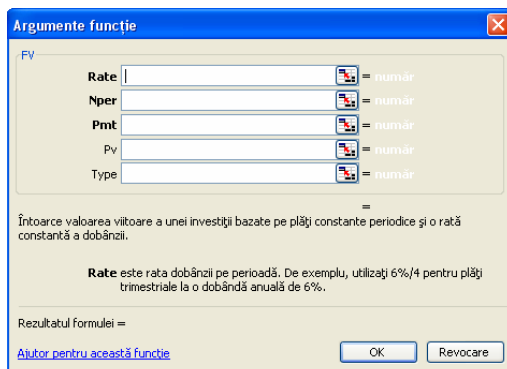 Argumente funcție
FV
Rate = număr
Nper = număr
Pmt = număr
Pv = număr
Type = număr
=
Întoarce valoarea viitoare a unei investiții bazate pe plăți constante periodice și o rată
constantă a dobânzii.
Rate este rata dobânzii pe perioadă. De exemplu, utilizați 6%/4 pentru plăți
trimestriale la o dobândă anuală de 6%.
Rezultatul formulei =
Ajutor pentru această funcție
OK
Revocare